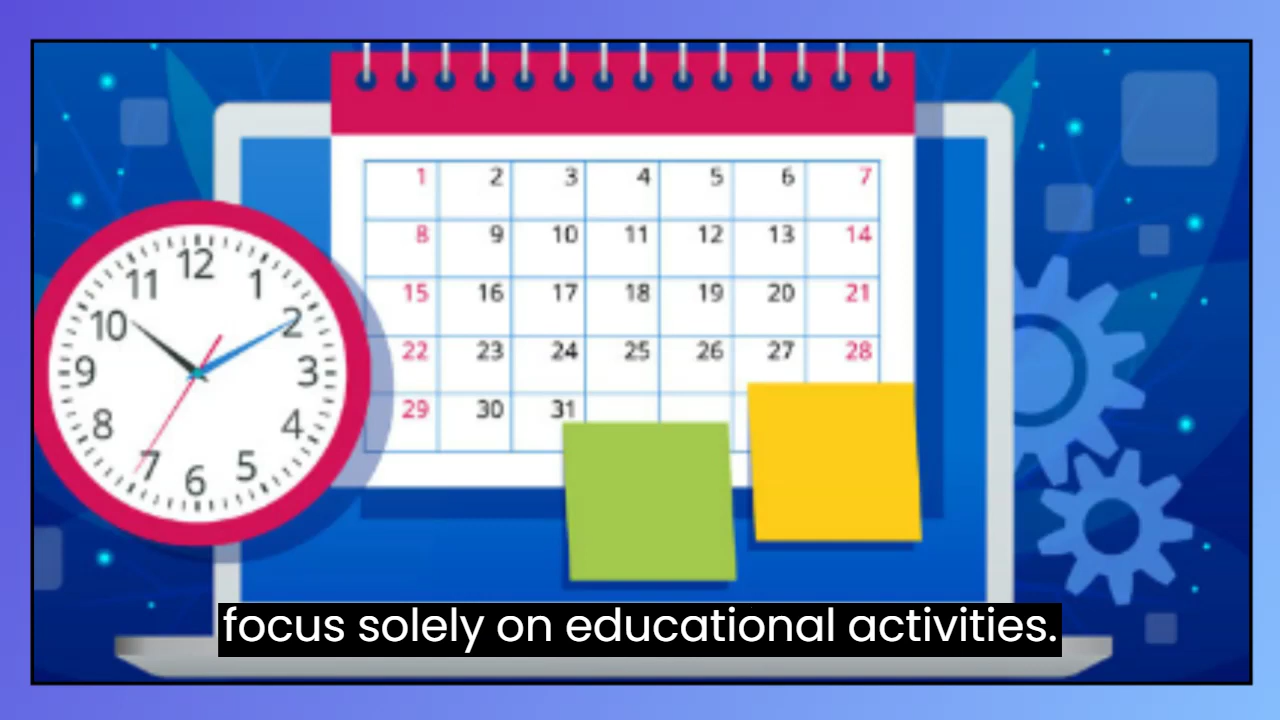 1 2 3 4 5 6 7
8 9 10 11 12 13 14
15 16 17 18 19 20 21
22 23 24 25 26 27 28
29 30 31
12
11 1
10 2
9 3
8 4
7 5
6
focus solely on educational activities.